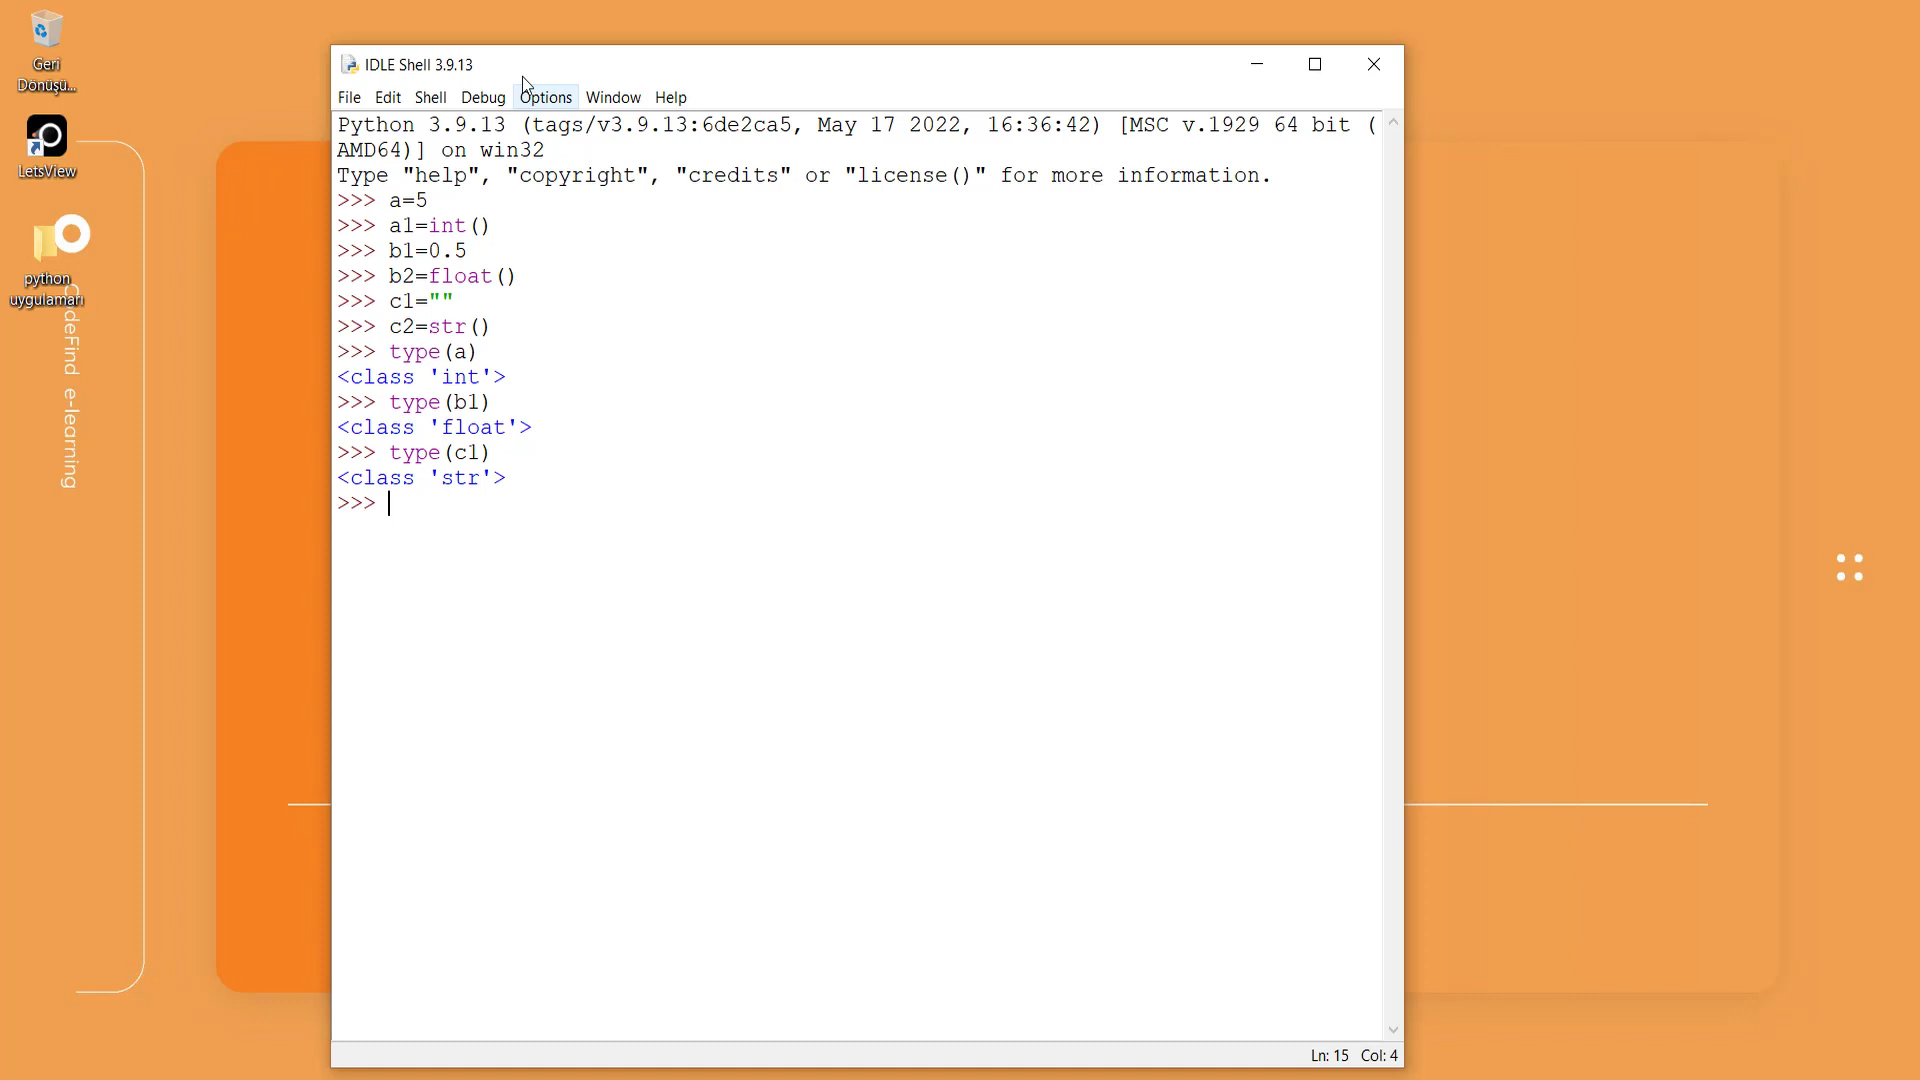 Geri
Dönüşü...
LetsView
python
uygulamaları
deFind e-learning
IDLE Shell 3.9.13
File Edit Shell Debug Options Window Help
Python 3.9.13 (tags/v3.9.13:6de2ca5, May 17 2022, 16:36:42) [MSC v.1929 64 bit (
AMD64)] on win32
Type "help", "copyright", "credits" or "license()" for more information.
>>> a=5
>>> a1=int()
>>> b1=0.5
>>> b2=float()
>>> c1=""
>>> c2=str()
>>> type(a)
<class 'int'>
>>> type(b1)
<class 'float'>
>>> type(c1)
<class 'str'>
>>>
Ln: 15 Col: 4